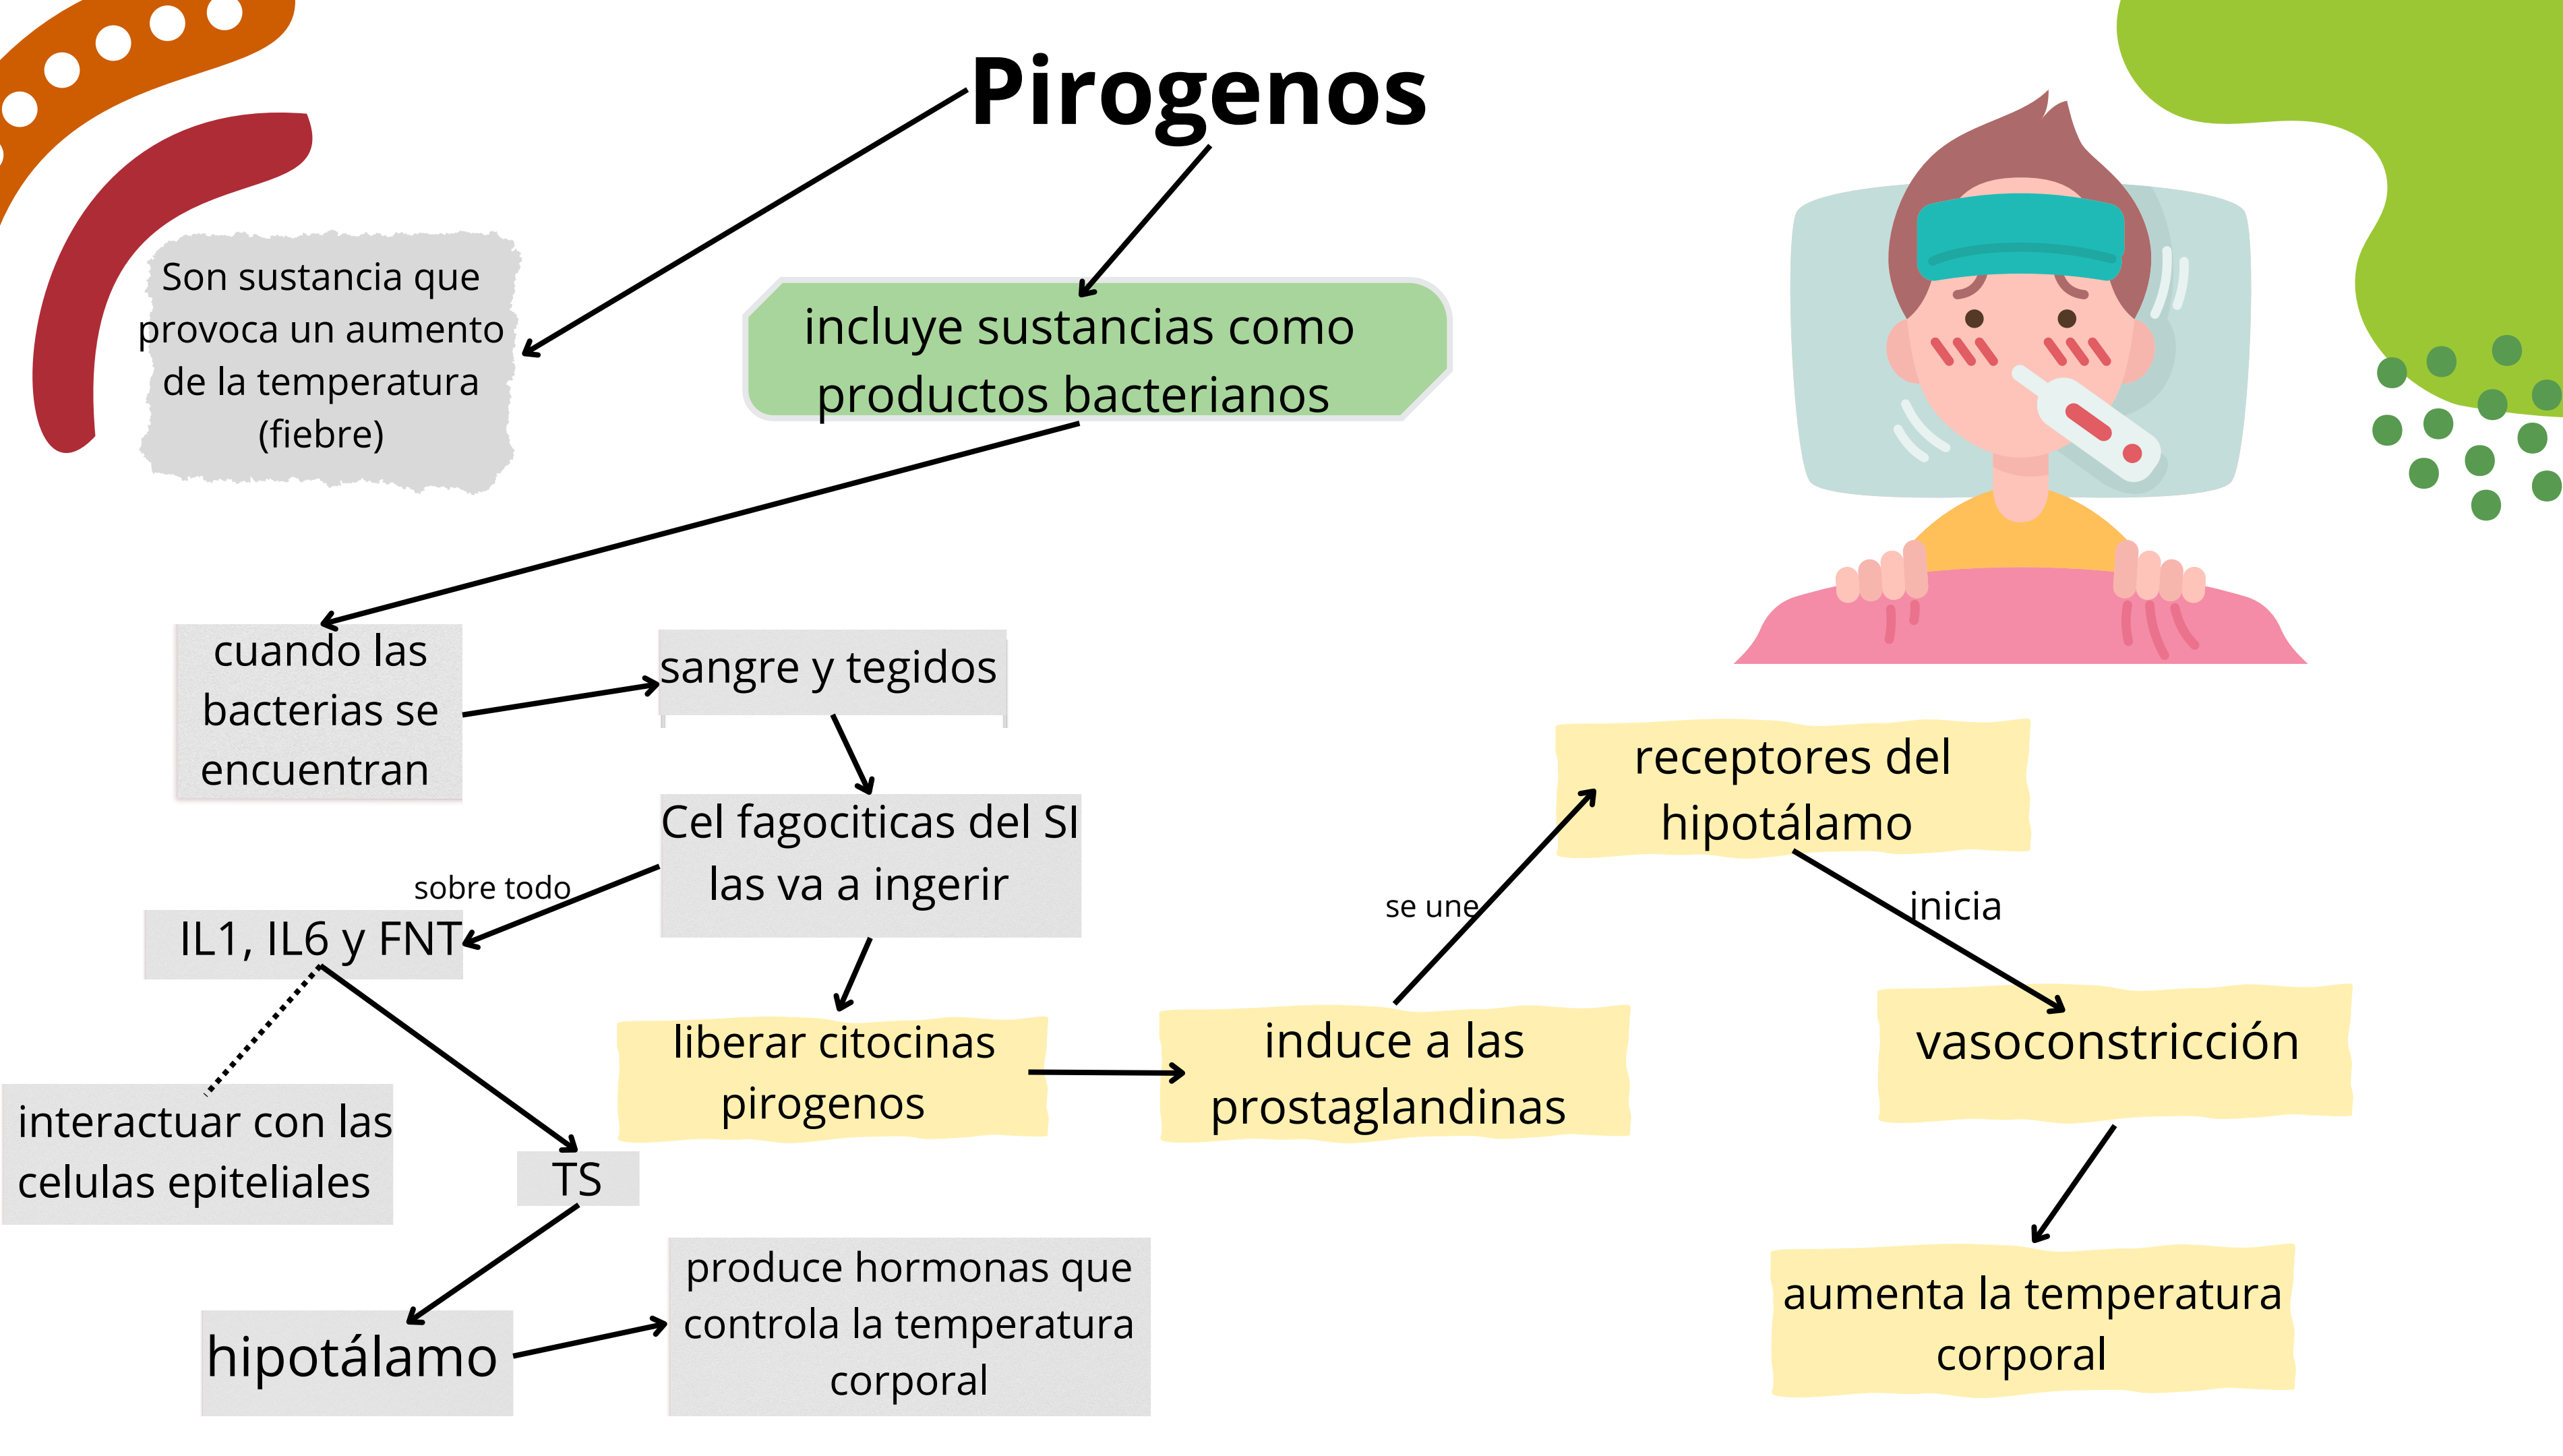 Pirogenos
Son sustancia que
provoca un aumento
de la temperatura
(fiebre)
incluye sustancias como
productos bacterianos
cuando las
bacterias se
encuentran
sangre y tegidos
Cel fagociticas del SI
las va a ingerir
sobre todo
IL1, IL6 y FNT
interactuar con las
celulas epiteliales
TS
hipotálamo
produce hormonas que
controla la temperatura
corporal
liberar citocinas
pirogenos
induce a las
prostaglandinas
se une
receptores del
hipotálamo
inicia
vasoconstricción
aumenta la temperatura
corporal